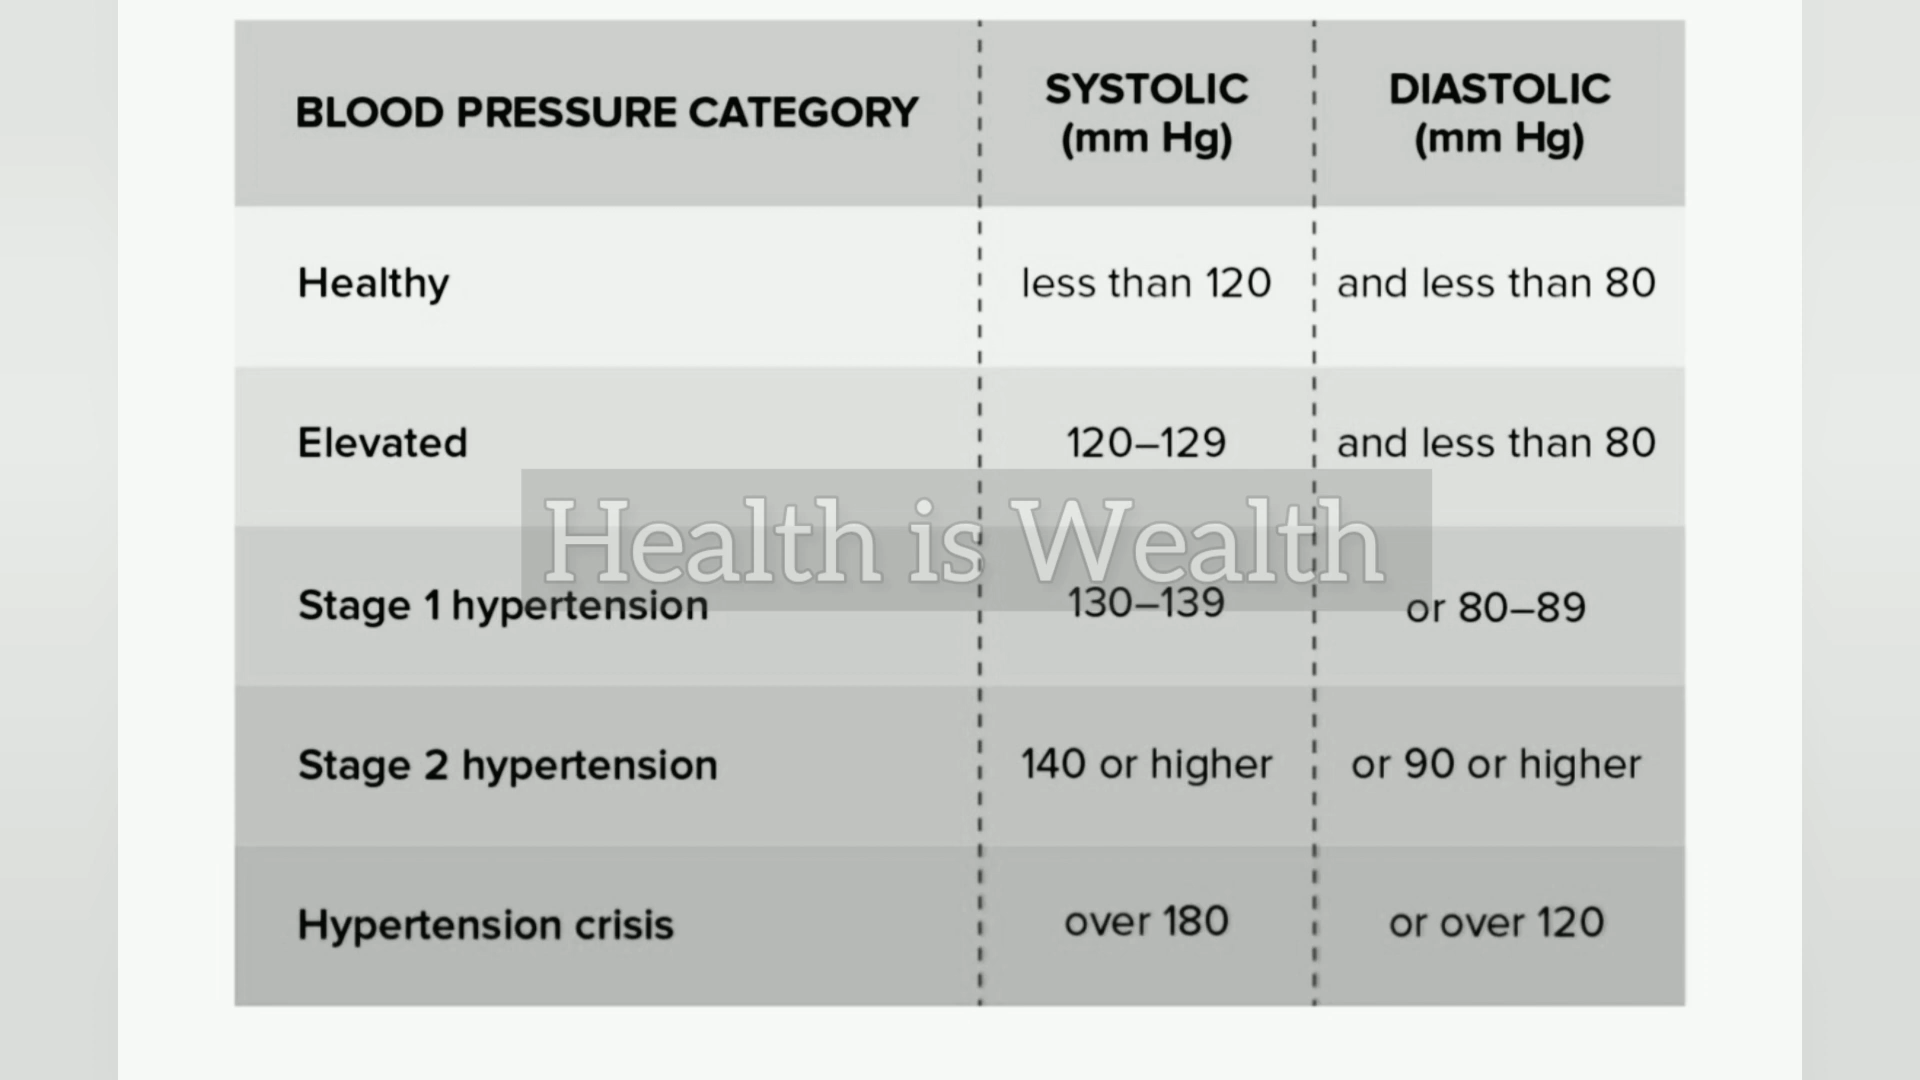 BLOOD PRESSURE CATEGORY
SYSTOLIC
(mm Hg)
DIASTOLIC
(mm Hg)
Healthy less than 120 and less than 80
Elevated 120–129 and less than 80
Health is Wealth
Stage 1 hypertension 130–139 or 80–89
Stage 2 hypertension 140 or higher or 90 or higher
Hypertension crisis over 180 or over 120